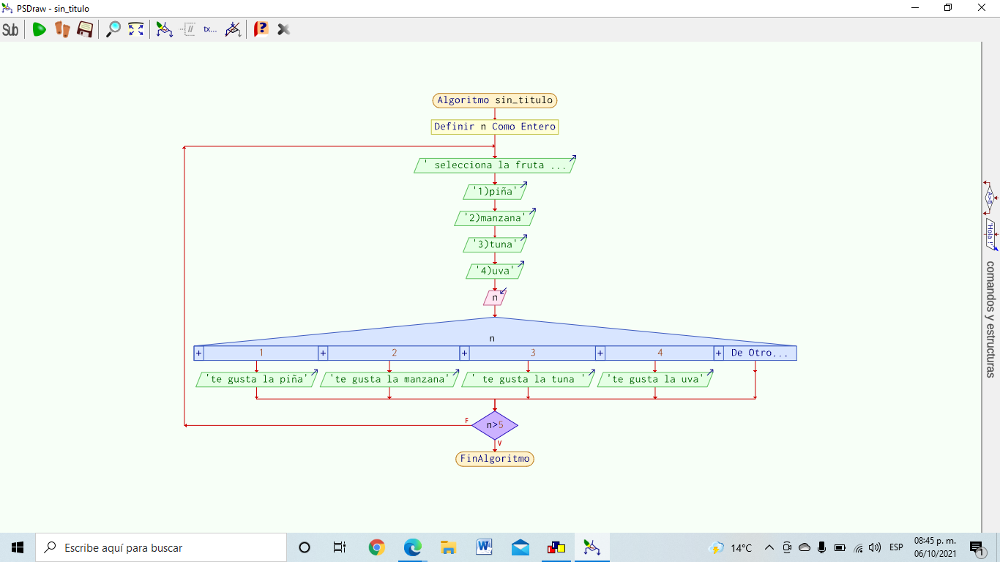 PSDraw - sin_titulo
Sub
tx...
?
Algoritmo sin_titulo
Definir n Como Entero
' selecciona la fruta ...
'1)piña'
'2)manzana'
'3)tuna'
'4)uva'
n
n
+ 1 + 2 + 3 + 4 + De Otro...
'te gusta la piña' 'te gusta la manzana' ' te gusta la tuna ' 'te gusta la uva'
F n>5
V
FinAlgoritmo
A>B
'Hola !'
comandos y estructuras
Escribe aquí para buscar
W
14°C
ESP
08:45 p. m.
06/10/2021
1